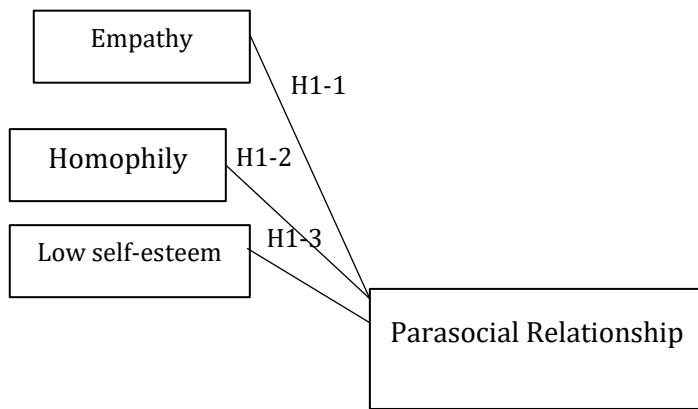 Empathy
H1-1
Homophily
H1-2
Low self-esteem
H1-3
Parasocial Relationship